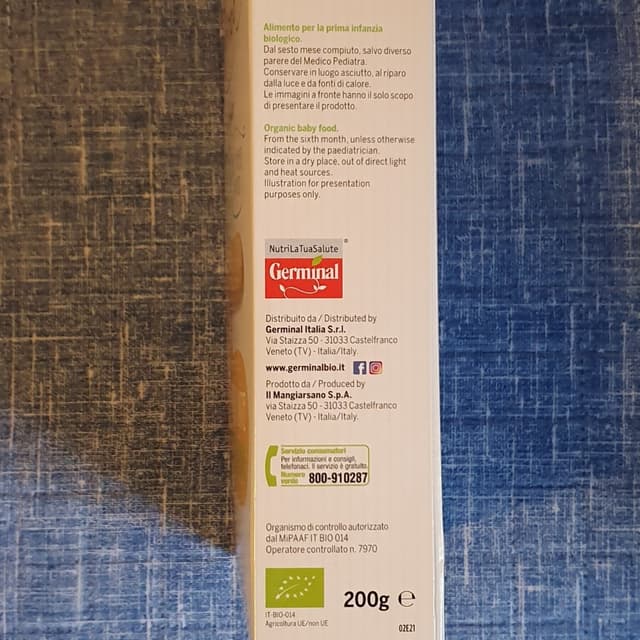 Alimento per la prima infanzia
biologico.
Dal sesto mese compiuto, salvo diverso
parere del Medico Pediatra.
Conservare in luogo asciutto, al riparo
dalla luce e da fonti di calore.
Le immagini a fronte hanno il solo scopo
di presentare il prodotto.
Organic baby food.
From the sixth month, unless otherwise
indicated by the paediatrician.
Store in a dry place, out of direct light
and heat sources.
Illustration for presentation
purposes only.
NutriLaTuaSalute
Germinal
Distribuito da / Distributed by
Germinal Italia S.r.l.
Via Staizza 50 - 31033 Castelfranco
Veneto (TV) - Italia/Italy.
www.germinalbio.it
Prodotto da / Produced by
Il Mangiarsano S.p.A.
via Staizza 50 - 31033 Castelfranco
Veneto (TV) - Italia/Italy.
Servizio consumatori
Per informazioni e consigli,
telefonaci. Il servizio è gratuito.
Numero
verde 800-910287
Organismo di controllo autorizzato
dal MiPAAF IT BIO 014
Operatore controllato n. 7970
200g ℮
IT-BIO-014
Agricoltura UE/non UE
02E21